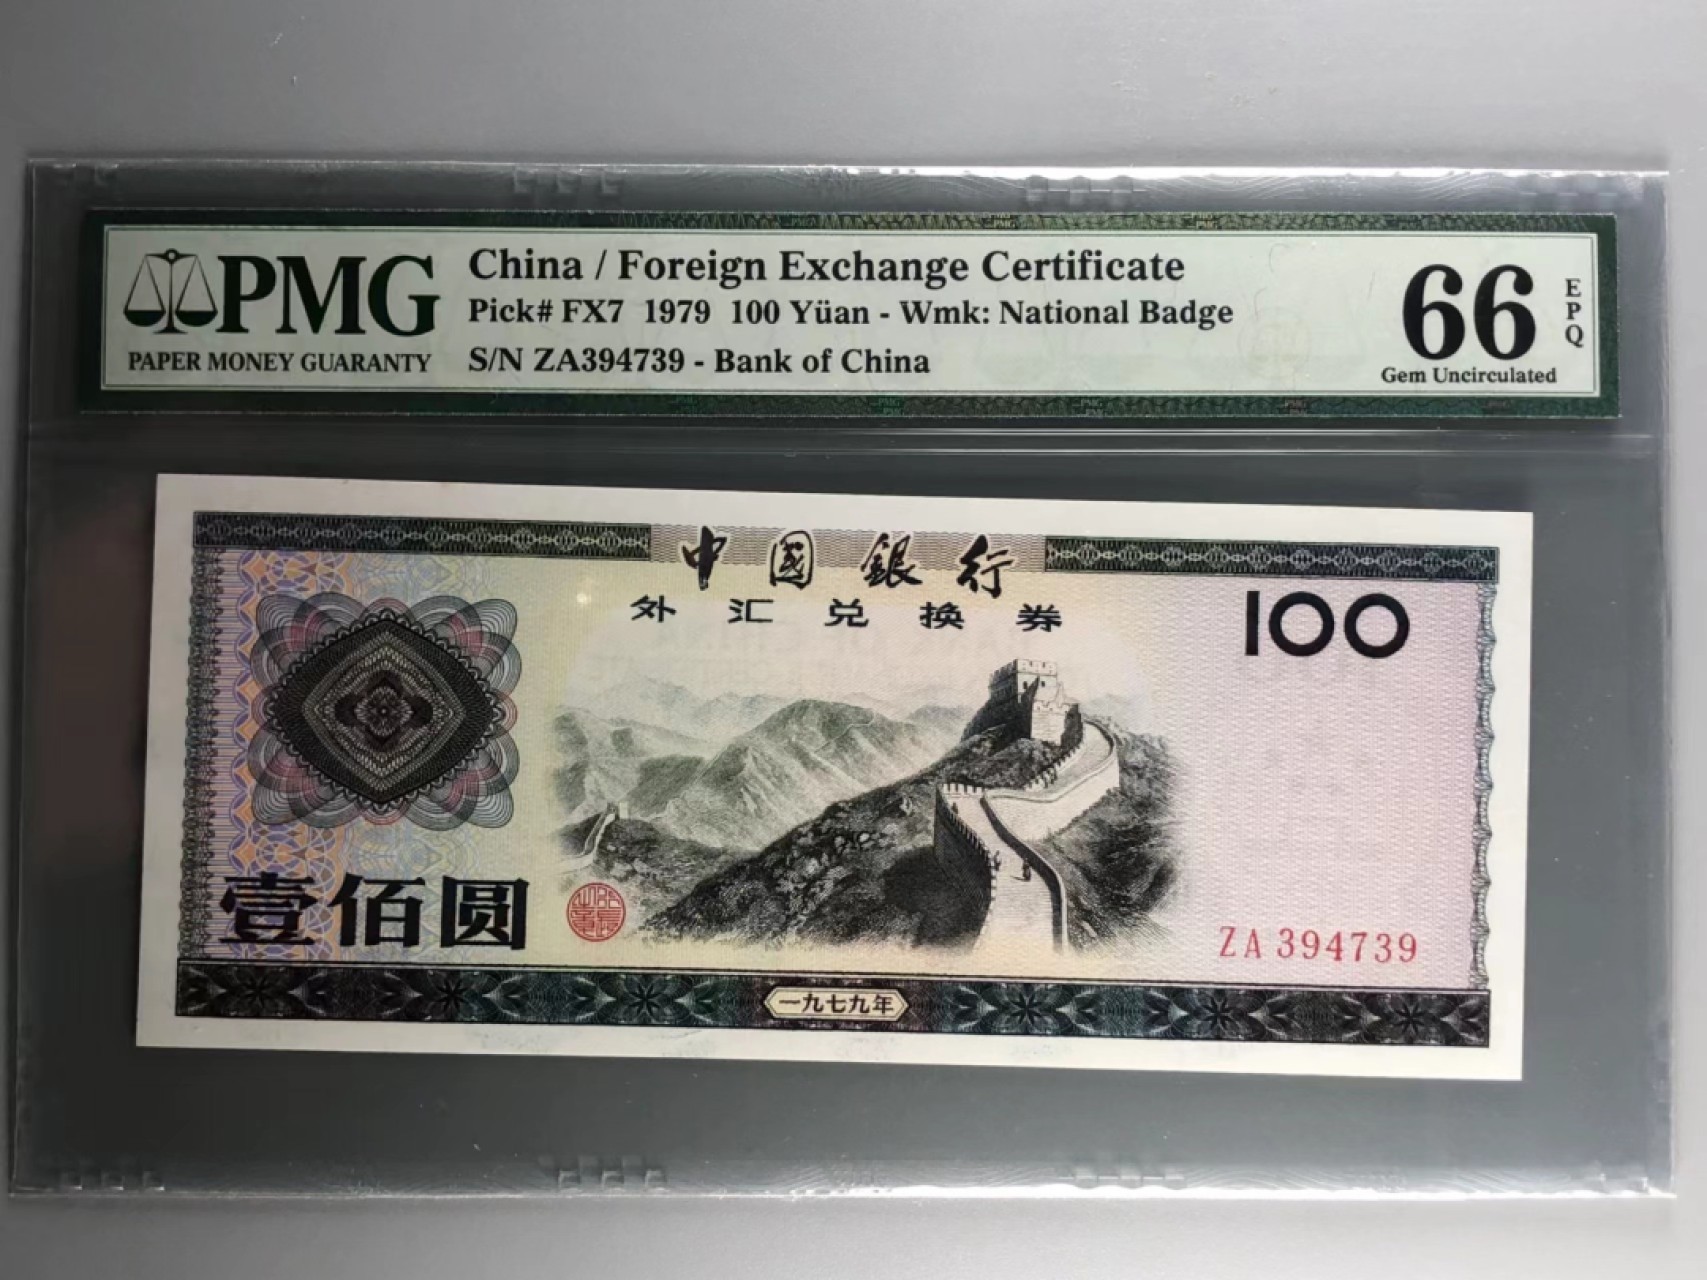 PMG
PAPER MONEY GUARANTY
China / Foreign Exchange Certificate
Pick# FX7 1979 100 Yüan - Wmk: National Badge
S/N ZA394739 - Bank of China
66
EPQ
Gem Uncirculated
中國銀行
外汇兑换券
100
壹佰圆
ZA 394739
一九七九年